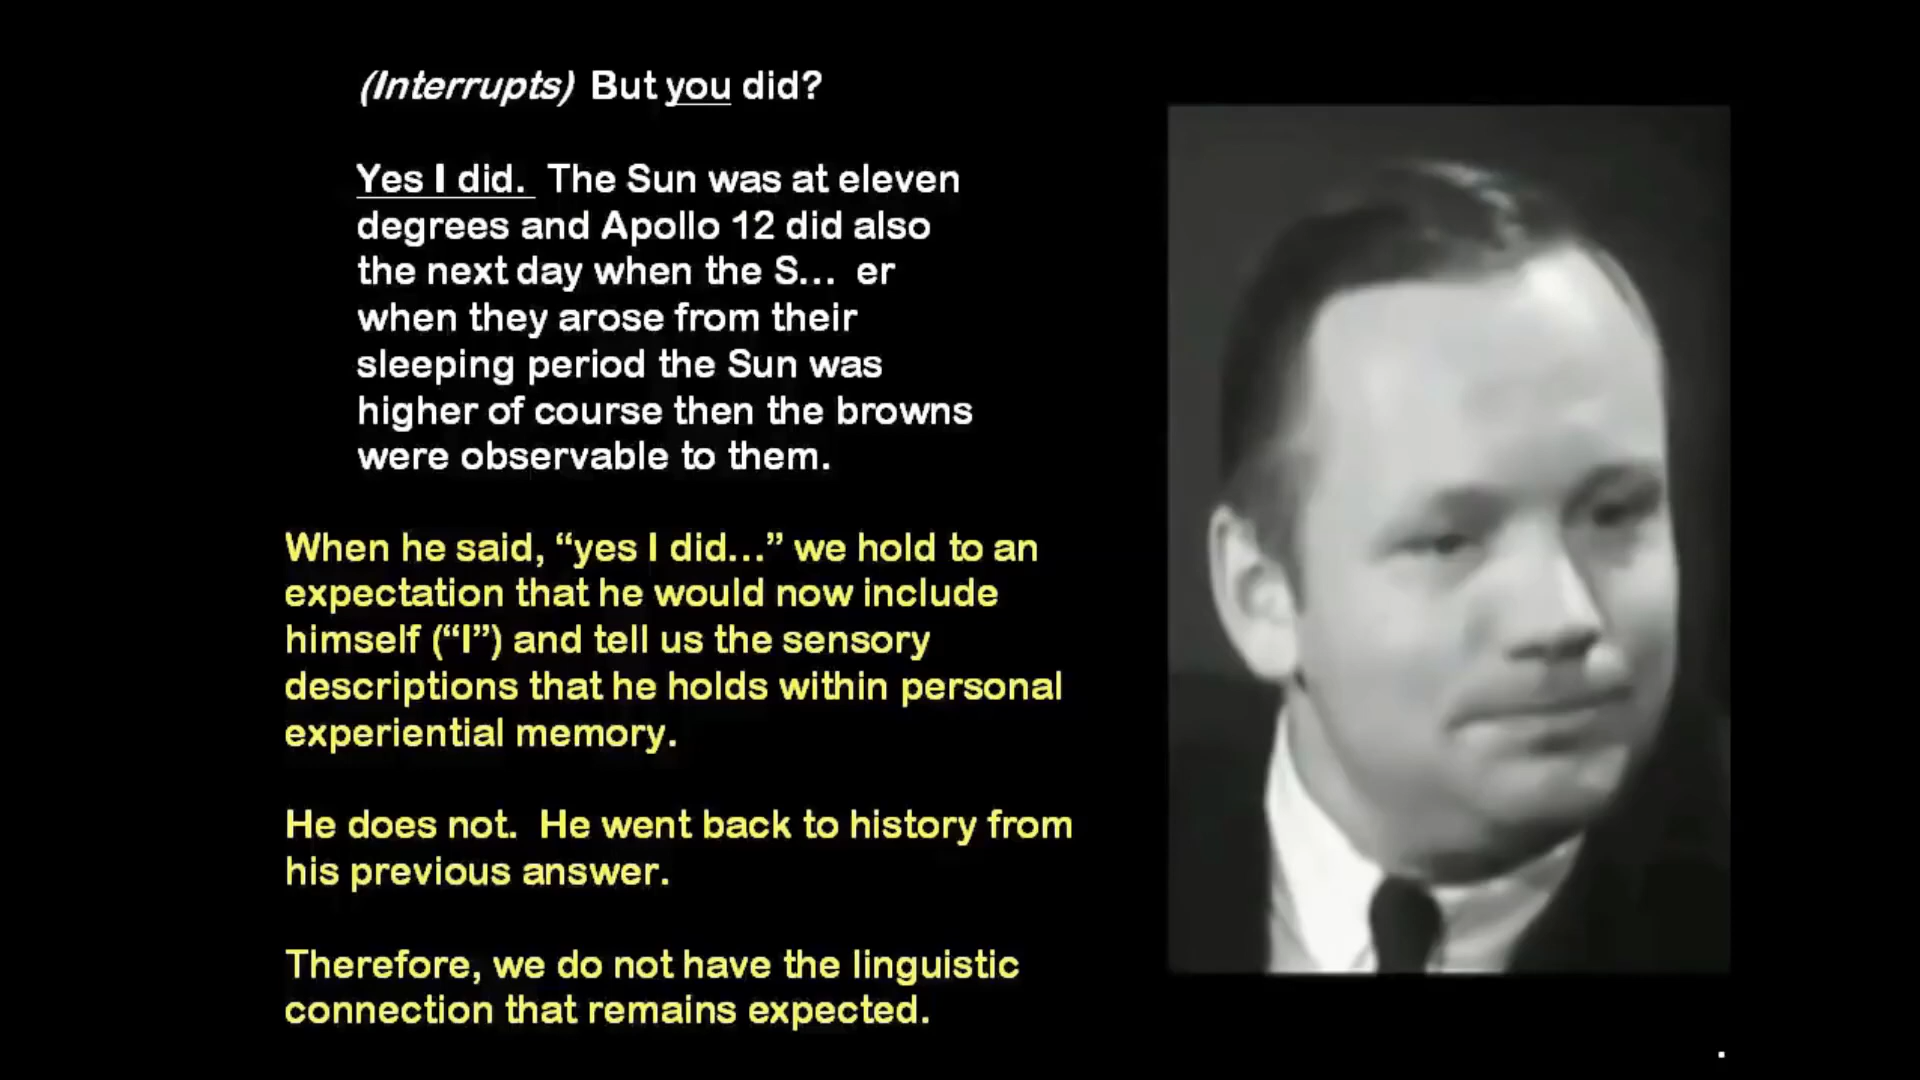 (Interrupts) But you did?
Yes I did. The Sun was at eleven
degrees and Apollo 12 did also
the next day when the S... er
when they arose from their
sleeping period the Sun was
higher of course then the browns
were observable to them.
When he said, “yes I did...” we hold to an
expectation that he would now include
himself (“I”) and tell us the sensory
descriptions that he holds within personal
experiential memory.
He does not. He went back to history from
his previous answer.
Therefore, we do not have the linguistic
connection that remains expected.